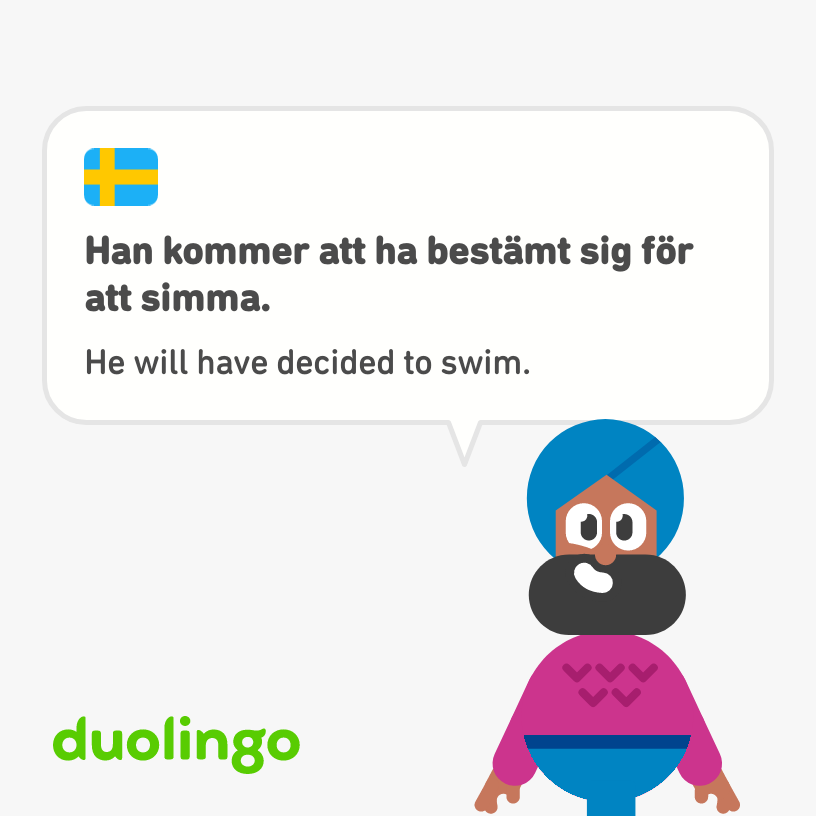 Han kommer att ha bestämt sig för
att simma.
He will have decided to swim.
duolingo